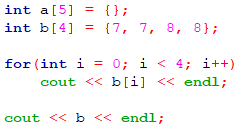 int a[5] = {};
int b[4] = {7, 7, 8, 8};
for(int i = 0; i < 4; i++)
cout << b[i] << endl;
cout << b << endl;